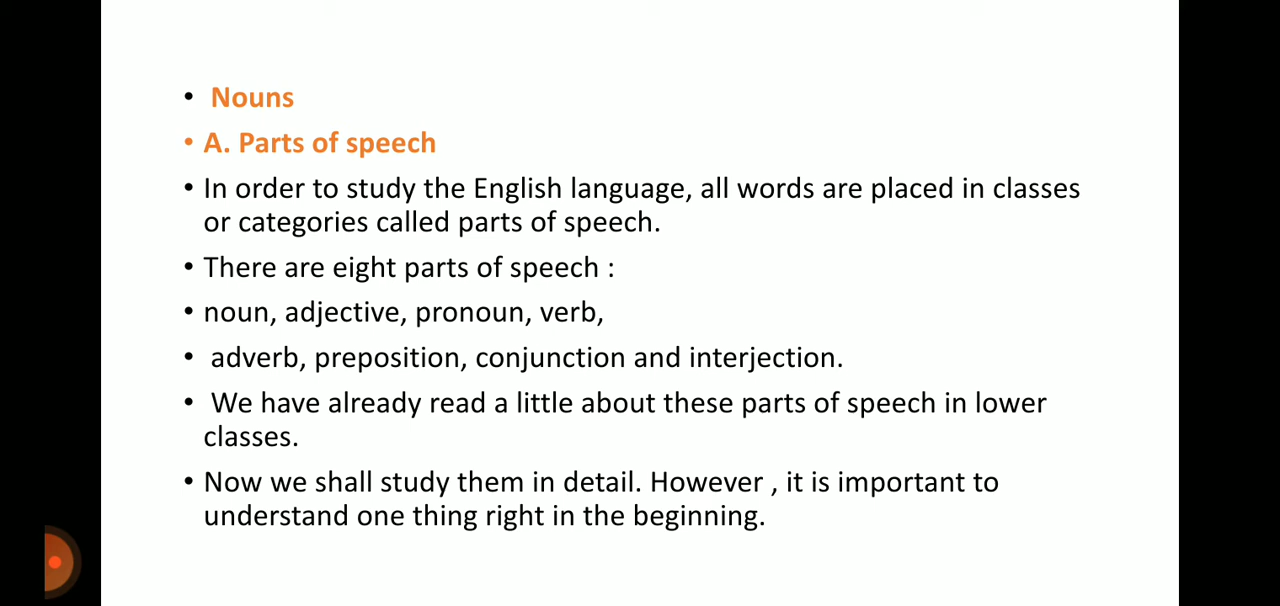 • Nouns
• A. Parts of speech
• In order to study the English language, all words are placed in classes
or categories called parts of speech.
• There are eight parts of speech :
• noun, adjective, pronoun, verb,
• adverb, preposition, conjunction and interjection.
• We have already read a little about these parts of speech in lower
classes.
• Now we shall study them in detail. However , it is important to
understand one thing right in the beginning.